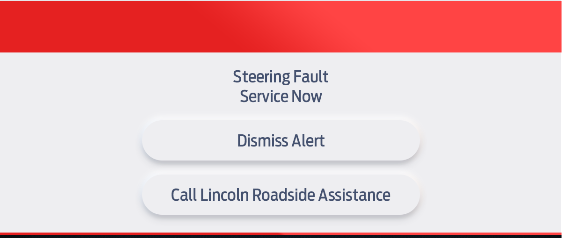 Steering Fault
Service Now
Dismiss Alert
Call Lincoln Roadside Assistance